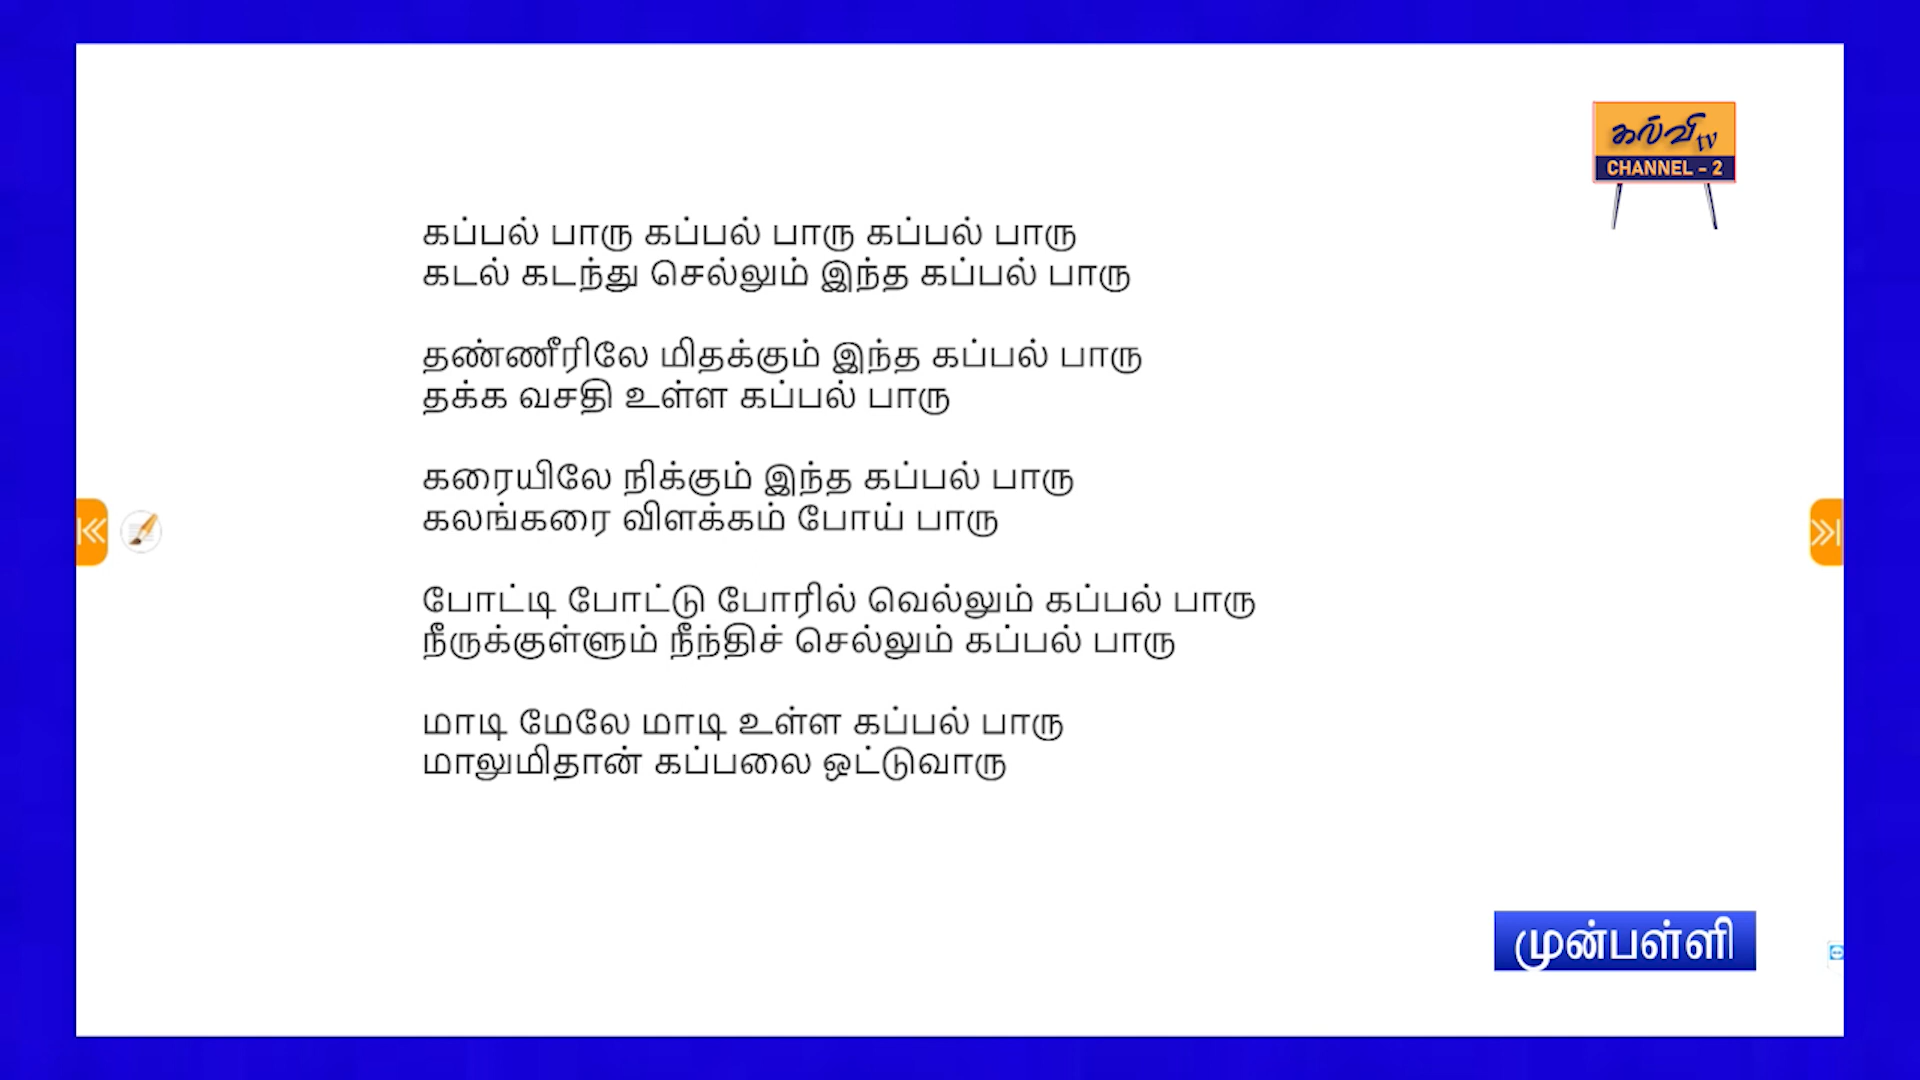 கல்வி tv
CHANNEL - 2
கப்பல் பாரு கப்பல் பாரு கப்பல் பாரு
கடல் கடந்து செல்லும் இந்த கப்பல் பாரு
தண்ணீரிலே மிதக்கும் இந்த கப்பல் பாரு
தக்க வசதி உள்ள கப்பல் பாரு
கரையிலே நிக்கும் இந்த கப்பல் பாரு
கலங்கரை விளக்கம் போய் பாரு
போட்டி போட்டு போரில் வெல்லும் கப்பல் பாரு
நீருக்குள்ளும் நீந்திச் செல்லும் கப்பல் பாரு
மாடி மேலே மாடி உள்ள கப்பல் பாரு
மாலுமிதான் கப்பலை ஒட்டுவாரு
முன்பள்ளி